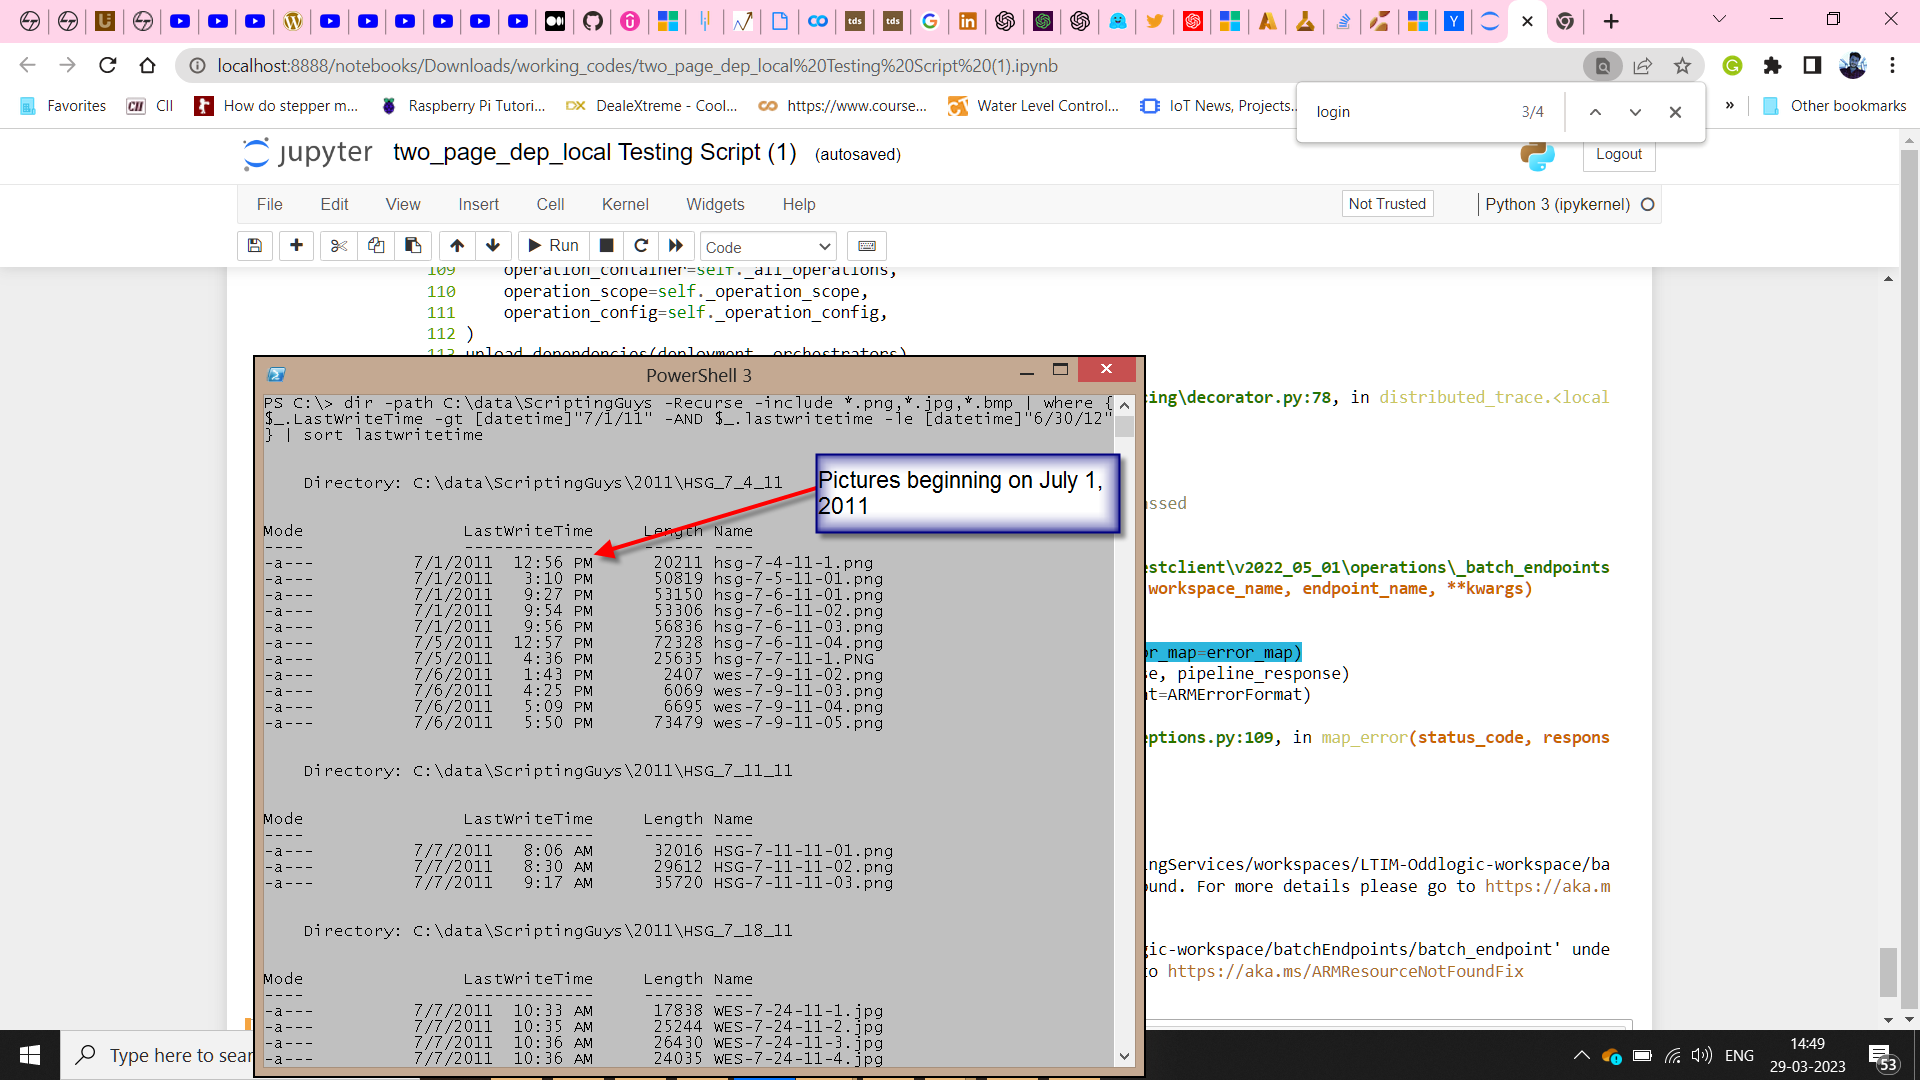 localhost:8888/notebooks/Downloads/working_codes/two_page_dep_local%20Testing%20Script%20(1).ipynb
Favorites
CII
How do stepper m...
Raspberry Pi Tutori...
DX
DealeXtreme - Cool...
https://www.course...
Water Level Control...
IoT News, Projects...
»
Other bookmarks
login
3/4
jupyter two_page_dep_local Testing Script (1) (autosaved)
Logout
File Edit View Insert Cell Kernel Widgets Help
Not Trusted
Python 3 (ipykernel)
Run
Code
109 operation_container=self._all_operations,
110 operation_scope=self._operation_scope,
111 operation_config=self._operation_config,
112 )
113 upload_dependencies(deployment, orchestrators)
PowerShell 3
PS C:\> dir -path C:\data\ScriptingGuys -Recurse -include *.png,*.jpg,*.bmp | where {
$_.LastWriteTime -gt [datetime]"7/1/11" -AND $_.lastwritetime -le [datetime]"6/30/12"
} | sort lastwritetime
Directory: C:\data\ScriptingGuys\2011\HSG_7_4_11
Pictures beginning on July 1,
2011
Mode LastWriteTime Length Name
---- ------------- ------ ----
-a--- 7/1/2011 12:56 PM 20211 hsg-7-4-11-1.png
-a--- 7/1/2011 3:10 PM 50819 hsg-7-5-11-01.png
-a--- 7/1/2011 9:27 PM 53150 hsg-7-6-11-01.png
-a--- 7/1/2011 9:54 PM 53306 hsg-7-6-11-02.png
-a--- 7/1/2011 9:56 PM 56836 hsg-7-6-11-03.png
-a--- 7/5/2011 12:57 PM 72328 hsg-7-6-11-04.png
-a--- 7/5/2011 4:36 PM 25635 hsg-7-7-11-1.PNG
-a--- 7/6/2011 1:43 PM 2407 wes-7-9-11-02.png
-a--- 7/6/2011 4:25 PM 6069 wes-7-9-11-03.png
-a--- 7/6/2011 5:09 PM 6695 wes-7-9-11-04.png
-a--- 7/6/2011 5:50 PM 73479 wes-7-9-11-05.png
Directory: C:\data\ScriptingGuys\2011\HSG_7_11_11
Mode LastWriteTime Length Name
---- ------------- ------ ----
-a--- 7/7/2011 8:06 AM 32016 HSG-7-11-11-01.png
-a--- 7/7/2011 8:30 AM 29612 HSG-7-11-11-02.png
-a--- 7/7/2011 9:17 AM 35720 HSG-7-11-11-03.png
Directory: C:\data\ScriptingGuys\2011\HSG_7_18_11
Mode LastWriteTime Length Name
---- ------------- ------ ----
-a--- 7/7/2011 10:33 AM 17838 WES-7-24-11-1.jpg
-a--- 7/7/2011 10:35 AM 25244 WES-7-24-11-2.jpg
-a--- 7/7/2011 10:36 AM 26430 WES-7-24-11-3.jpg
-a--- 7/7/2011 10:36 AM 24035 WES-7-24-11-4.jpg
ing\decorator.py:78, in distributed_trace.<local
ssed
estclient\v2022_05_01\operations\_batch_endpoints
workspace_name, endpoint_name, **kwargs)
or_map=error_map)
se, pipeline_response)
nt=ARMErrorFormat)
eptions.py:109, in map_error(status_code, respons
ingServices/workspaces/LTIM-Oddlogic-workspace/ba
ound. For more details please go to https://aka.m
gic-workspace/batchEndpoints/batch_endpoint' unde
to https://aka.ms/ARMResourceNotFoundFix
Type here to sear
ENG
14:49
29-03-2023
53